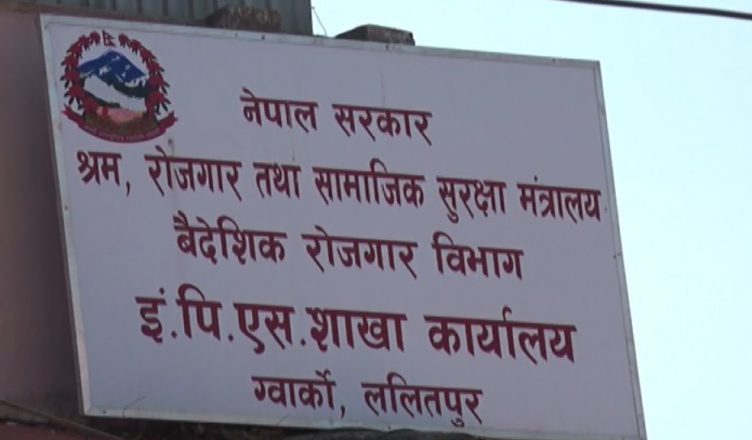 नेपाल सरकार
श्रम, रोजगार तथा सामाजिक सुरक्षा मंत्रालय
बैदेशिक रोजगार विभाग
इं.पि.एस.शाखा कार्यालय
ग्वार्को, ललितपुर